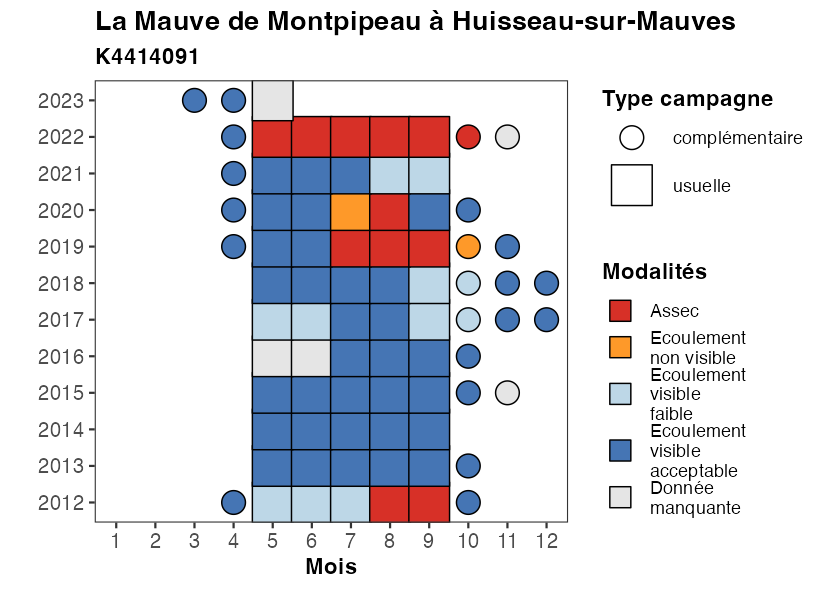 La Mauve de Montpipeau à Huisseau-sur-Mauves
K4414091
2023
2022
2021
2020
2019
2018
2017
2016
2015
2014
2013
2012
1 2 3 4 5 6 7 8 9 10 11 12
Mois
Type campagne
complémentaire
usuelle
Modalités
Assec
Ecoulement
non visible
Ecoulement
visible
faible
Ecoulement
visible
acceptable
Donnée
manquante